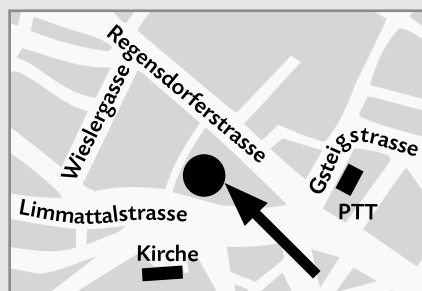 Regensdorferstrasse
Wieslergasse
Gsteigstrasse
Limmattalstrasse
PTT
Kirche